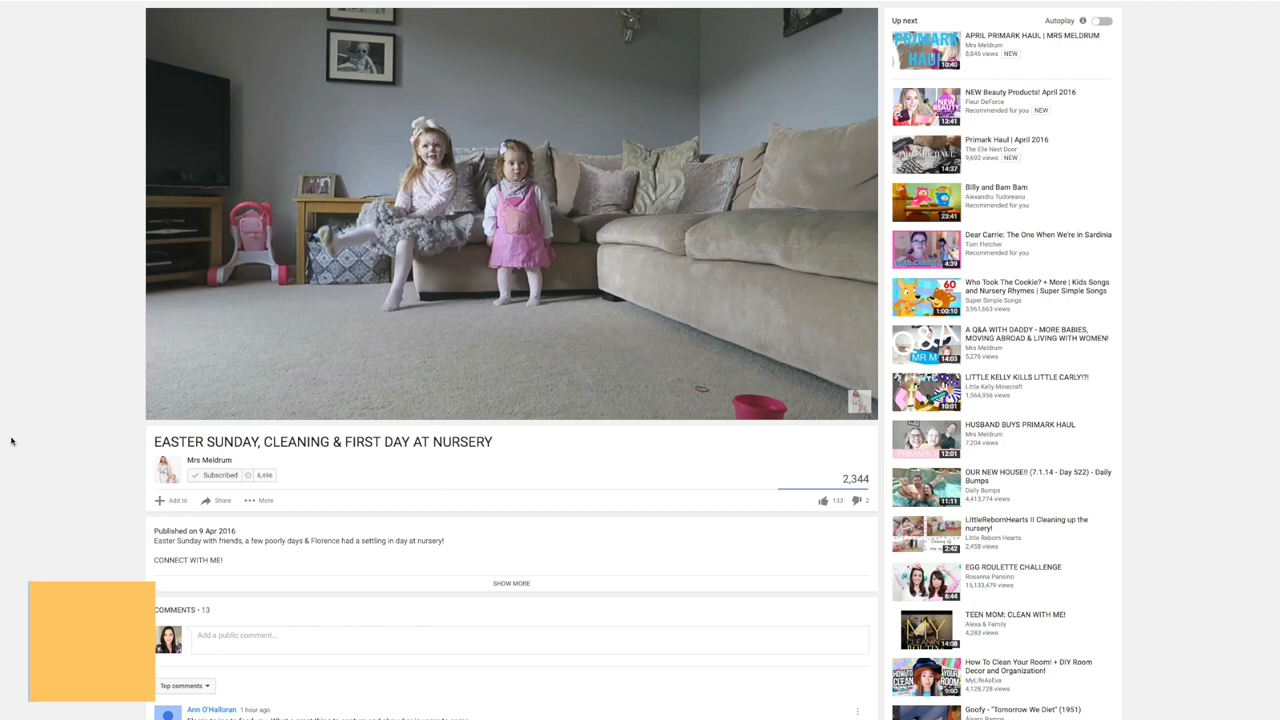 Up next
Autoplay
PRIMARK
HAUL
10:40
APRIL PRIMARK HAUL | MRS MELDRUM
Mrs Meldrum
8,846 views NEW
NEW
BEAUTY
13:41
NEW Beauty Products! April 2016
Fleur DeForce
Recommended for you NEW
14:37
Primark Haul | April 2016
The Elle Next Door
9,692 views NEW
23:41
Billy and Bam Bam
Alexandru Tudoreanu
Recommended for you
4:39
Dear Carrie: The One When We're in Sardinia
Tom Fletcher
Recommended for you
60
1:00:10
Who Took The Cookie? + More | Kids Songs
and Nursery Rhymes | Super Simple Songs
Super Simple Songs
3,961,663 views
Q&A
MR M
14:03
A Q&A WITH DADDY - MORE BABIES,
MOVING ABROAD & LIVING WITH WOMEN!
Mrs Meldrum
5,276 views
10:01
LITTLE KELLY KILLS LITTLE CARLY!?!
Little Kelly Minecraft
1,564,956 views
PRIMARK
12:01
HUSBAND BUYS PRIMARK HAUL
Mrs Meldrum
7,204 views
11:11
OUR NEW HOUSE!! (7.1.14 - Day 522) - Daily
Bumps
Daily Bumps
4,413,774 views
2:42
LittleRebornHearts II Cleaning up the
nursery!
Little Reborn Hearts
2,458 views
6:44
EGG ROULETTE CHALLENGE
Rosanna Pansino
15,133,479 views
MY
14:08
TEEN MOM: CLEAN WITH ME!
Alexa & Family
4,283 views
HOW TO
CLEAN
YOUR
ROOM
9:00
How To Clean Your Room! + DIY Room
Decor and Organization!
MyLifeAsEva
4,128,728 views
Goofy - "Tomorrow We Diet" (1951)
EASTER SUNDAY, CLEANING & FIRST DAY AT NURSERY
Mrs Meldrum
Subscribed 8,496
2,344
Add to Share More
133 2
Published on 9 Apr 2016
Easter Sunday with friends, a few poorly days & Florence had a settling in day at nursery!
CONNECT WITH ME!
SHOW MORE
COMMENTS • 13
Add a public comment...
Top comments
Ann O'Halloran 1 hour ago